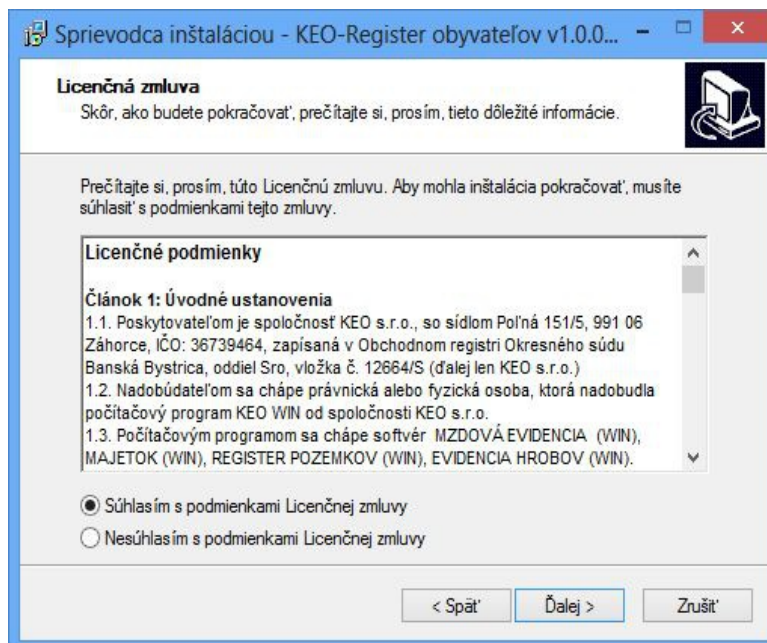 Sprievodca inštaláciou - KEO-Register obyvateľov v1.0.0...
Licenčná zmluva
Skôr, ako budete pokračovať, prečítajte si, prosím, tieto dôležité informácie.
Prečítajte si, prosím, túto Licenčnú zmluvu. Aby mohla inštalácia pokračovať, musíte
súhlasiť s podmienkami tejto zmluvy.
Licenčné podmienky
Článok 1: Úvodné ustanovenia
1.1. Poskytovateľom je spoločnosť KEO s.r.o., so sídlom Poľná 151/5, 991 06
Záhorce, IČO: 36739464, zapísaná v Obchodnom registri Okresného súdu
Banská Bystrica, oddiel Sro, vložka č. 12664/S (ďalej len KEO s.r.o.)
1.2. Nadobúdateľom sa chápe právnická alebo fyzická osoba, ktorá nadobudla
počítačový program KEO WIN od spoločnosti KEO s.r.o.
1.3. Počítačovým programom sa chápe softvér MZDOVÁ EVIDENCIA (WIN),
MAJETOK (WIN), REGISTER POZEMKOV (WIN), EVIDENCIA HROBOV (WIN).
Súhlasím s podmienkami Licenčnej zmluvy
Nesúhlasím s podmienkami Licenčnej zmluvy
< Späť
Ďalej >
Zrušiť